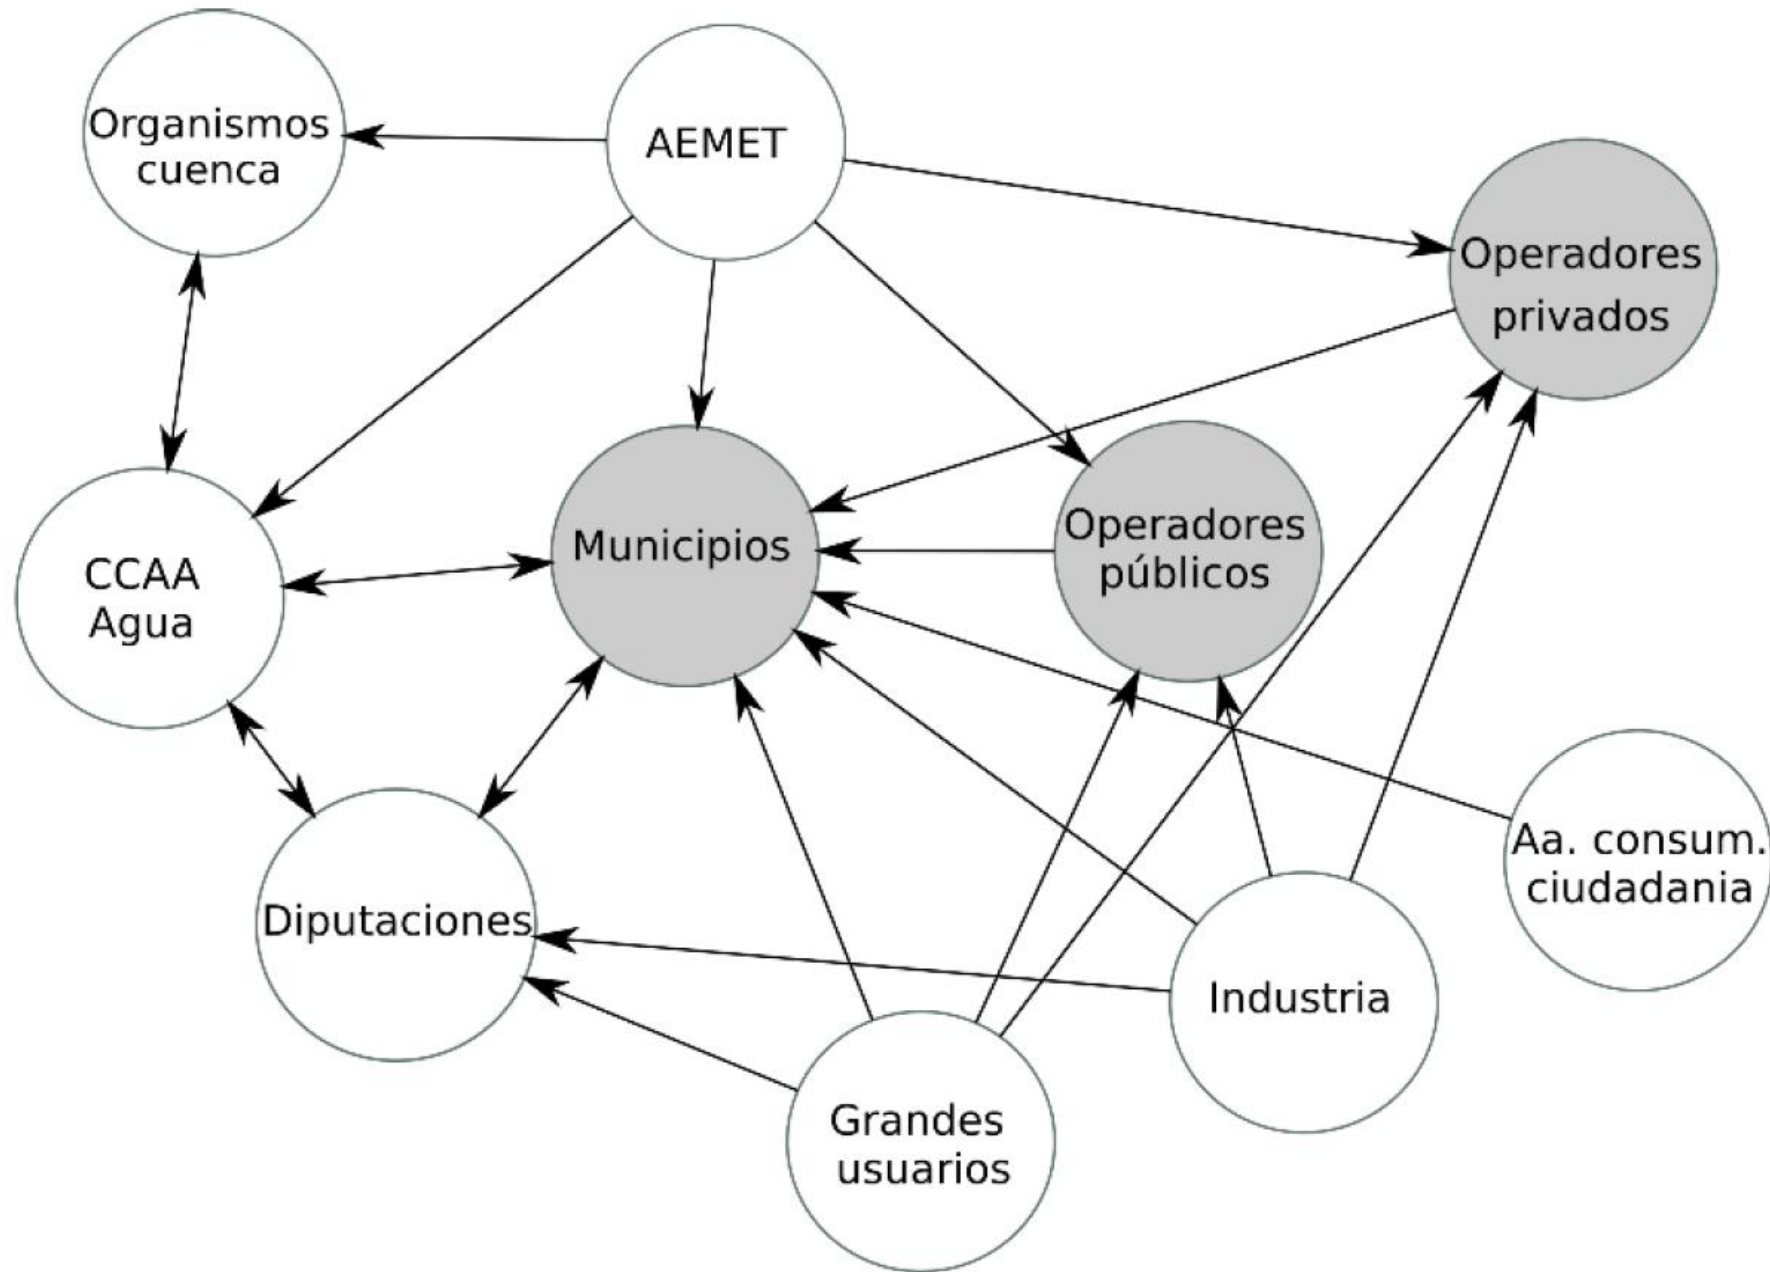 Organismos
cuenca
AEMET
Operadores
privados
Municipios
Operadores
públicos
CCAA
Agua
Diputaciones
Aa. consum.
ciudadania
Industria
Grandes
usuarios